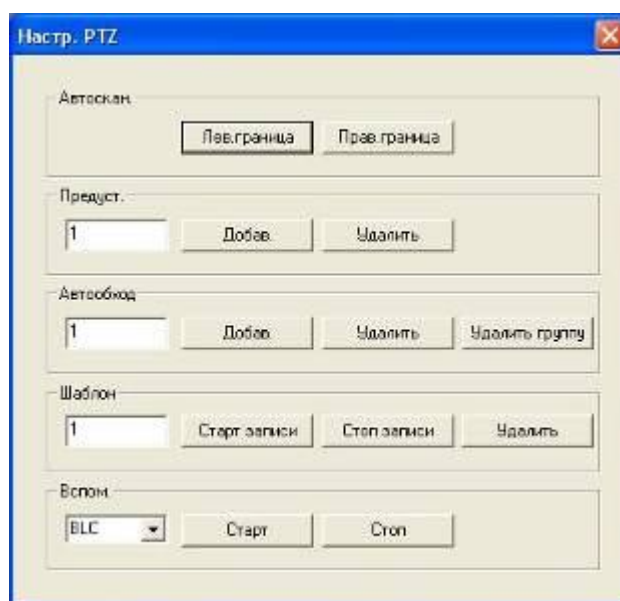 Настр. PTZ
Автоскан.
Лев.граница Прав.граница
Предуст.
1 Добав. Удалить
Автообход
1 Добав. Удалить Удалить группу
Шаблон
1 Старт записи Стоп записи Удалить
Вспом.
BLC Старт Стоп